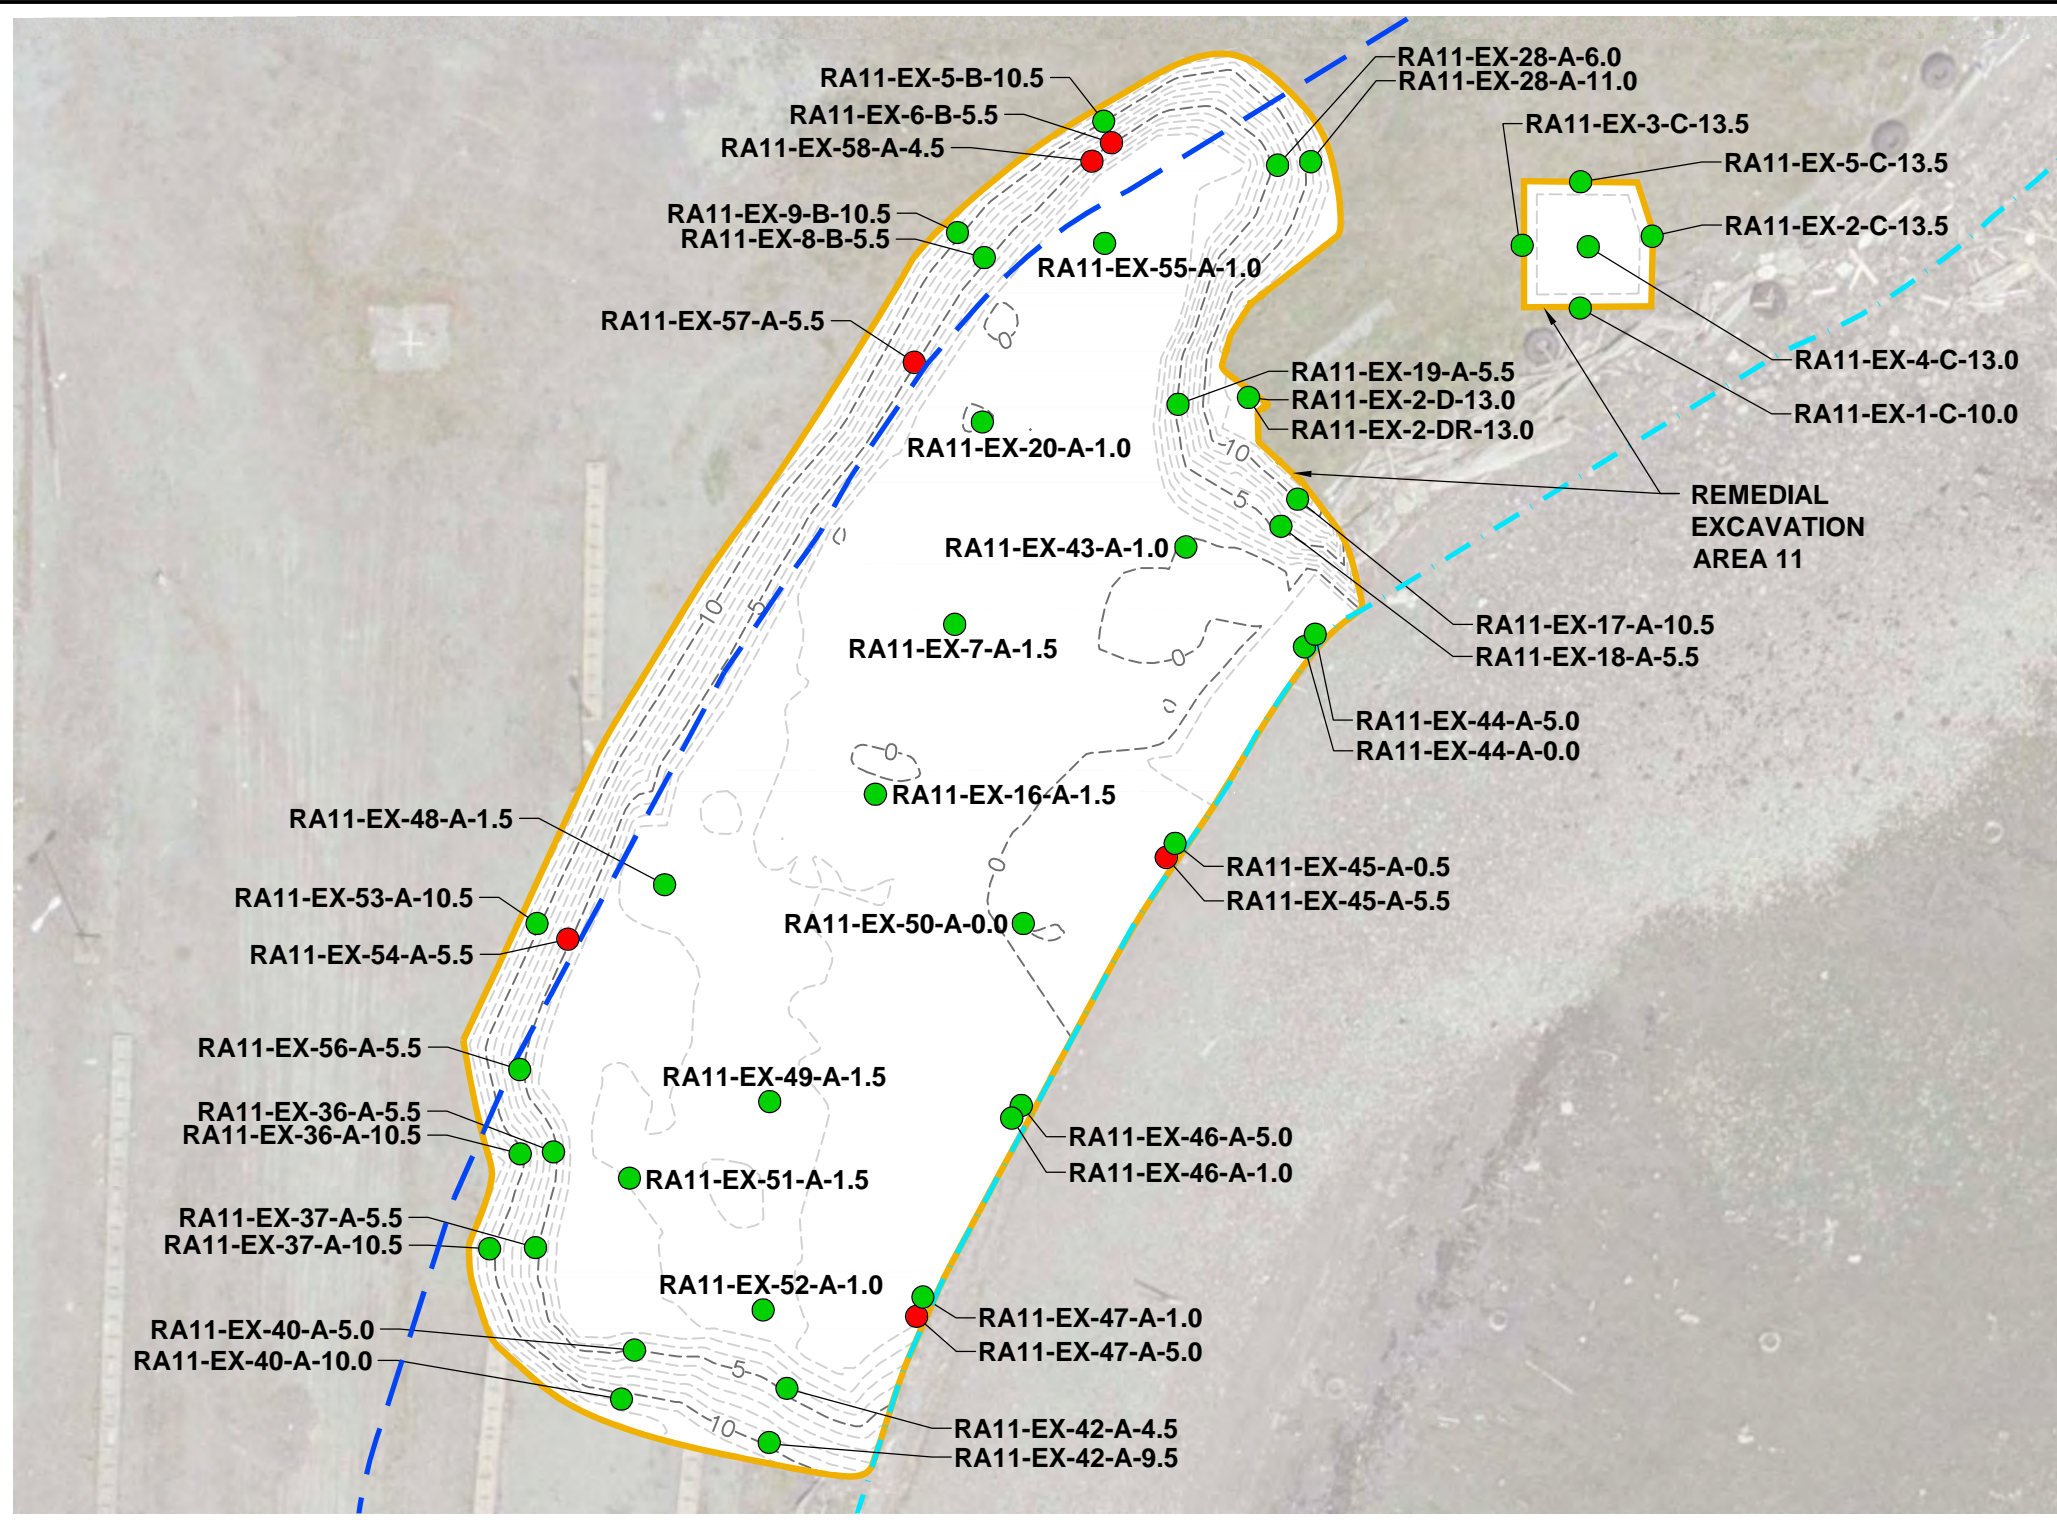 RA11-EX-28-A-6.0
RA11-EX-5-B-10.5
RA11-EX-28-A-11.0
RA11-EX-6-B-5.5
RA11-EX-3-C-13.5
RA11-EX-58-A-4.5
RA11-EX-5-C-13.5
RA11-EX-9-B-10.5
RA11-EX-2-C-13.5
RA11-EX-8-B-5.5
RA11-EX-55-A-1.0
RA11-EX-57-A-5.5
0
RA11-EX-4-C-13.0
RA11-EX-19-A-5.5
RA11-EX-2-D-13.0
RA11-EX-1-C-10.0
RA11-EX-2-DR-13.0
RA11-EX-20-A-1.0
10
5
REMEDIAL
EXCAVATION
AREA 11
0
RA11-EX-43-A-1.0
10
5
RA11-EX-17-A-10.5
RA11-EX-7-A-1.5
0
RA11-EX-18-A-5.5
0
RA11-EX-44-A-5.0
0
RA11-EX-44-A-0.0
RA11-EX-16-A-1.5
RA11-EX-48-A-1.5
0
RA11-EX-45-A-0.5
RA11-EX-53-A-10.5
RA11-EX-45-A-5.5
RA11-EX-50-A-0.0
RA11-EX-54-A-5.5
RA11-EX-56-A-5.5
RA11-EX-49-A-1.5
RA11-EX-36-A-5.5
RA11-EX-36-A-10.5
RA11-EX-46-A-5.0
RA11-EX-46-A-1.0
RA11-EX-51-A-1.5
RA11-EX-37-A-5.5
RA11-EX-37-A-10.5
RA11-EX-52-A-1.0
RA11-EX-47-A-1.0
RA11-EX-40-A-5.0
RA11-EX-47-A-5.0
RA11-EX-40-A-10.0
5
10
RA11-EX-42-A-4.5
RA11-EX-42-A-9.5